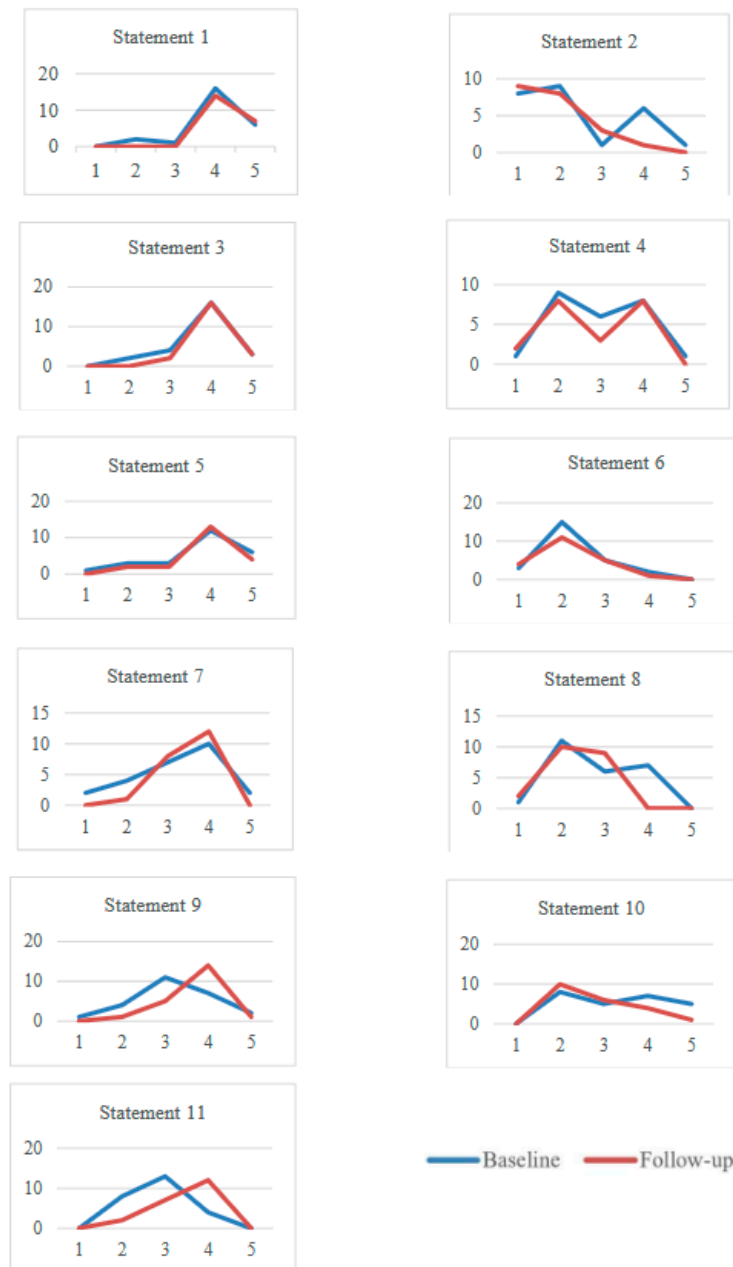 Statement 1
20
10
0
1 2 3 4 5
Statement 2
10
5
0
1 2 3 4 5
Statement 3
20
10
0
1 2 3 4 5
Statement 4
10
5
0
1 2 3 4 5
Statement 5
20
10
0
1 2 3 4 5
Statement 6
20
10
0
1 2 3 4 5
Statement 7
15
10
5
0
1 2 3 4 5
Statement 8
15
10
5
0
1 2 3 4 5
Statement 9
20
10
0
1 2 3 4 5
Statement 10
20
10
0
1 2 3 4 5
Statement 11
20
10
0
1 2 3 4 5
Baseline Follow-up